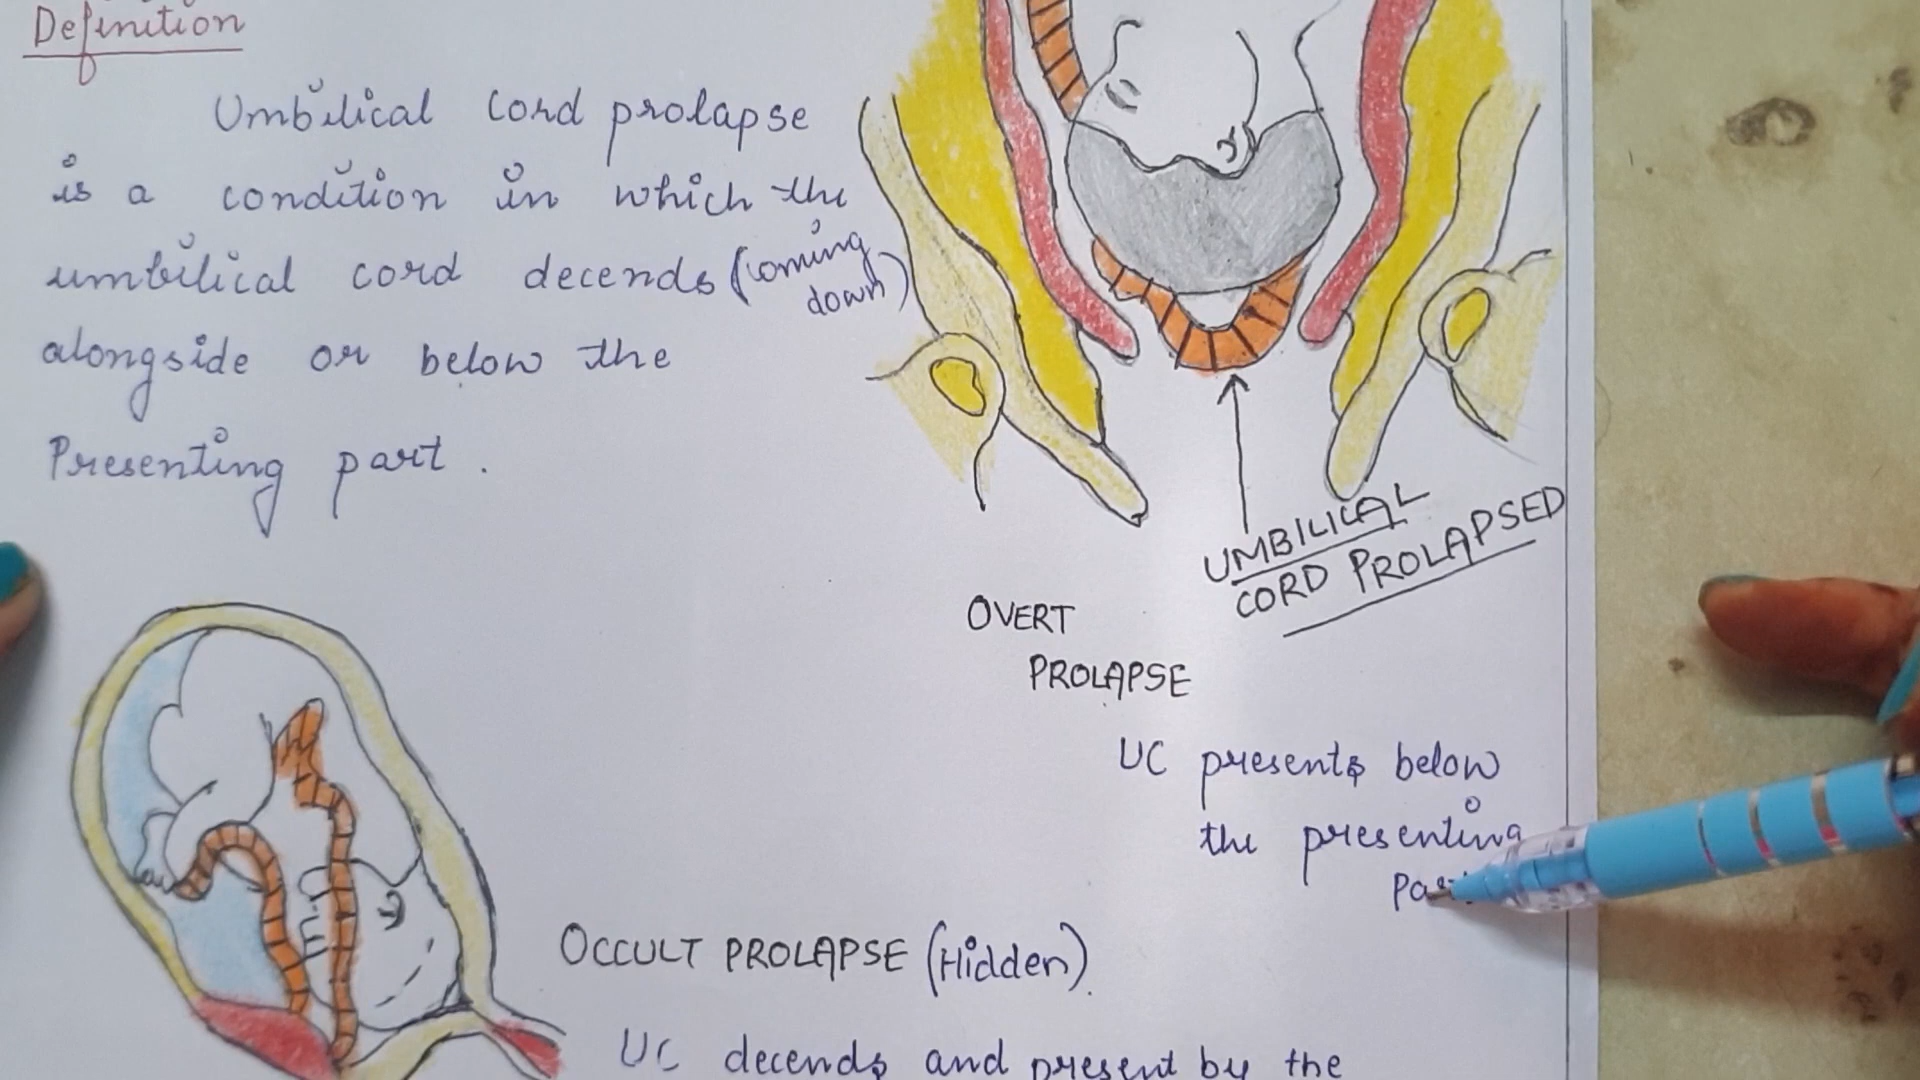 Definition
Umbilical cord prolapse
is a condition in which the
umbilical cord decends (coming
down)
alongside or below the
Presenting part.
UMBILICAL
CORD PROLAPSED
OVERT
PROLAPSE
UC presents below
the presenting
OCCULT PROLAPSE (Hidden).
UC decends and present by the